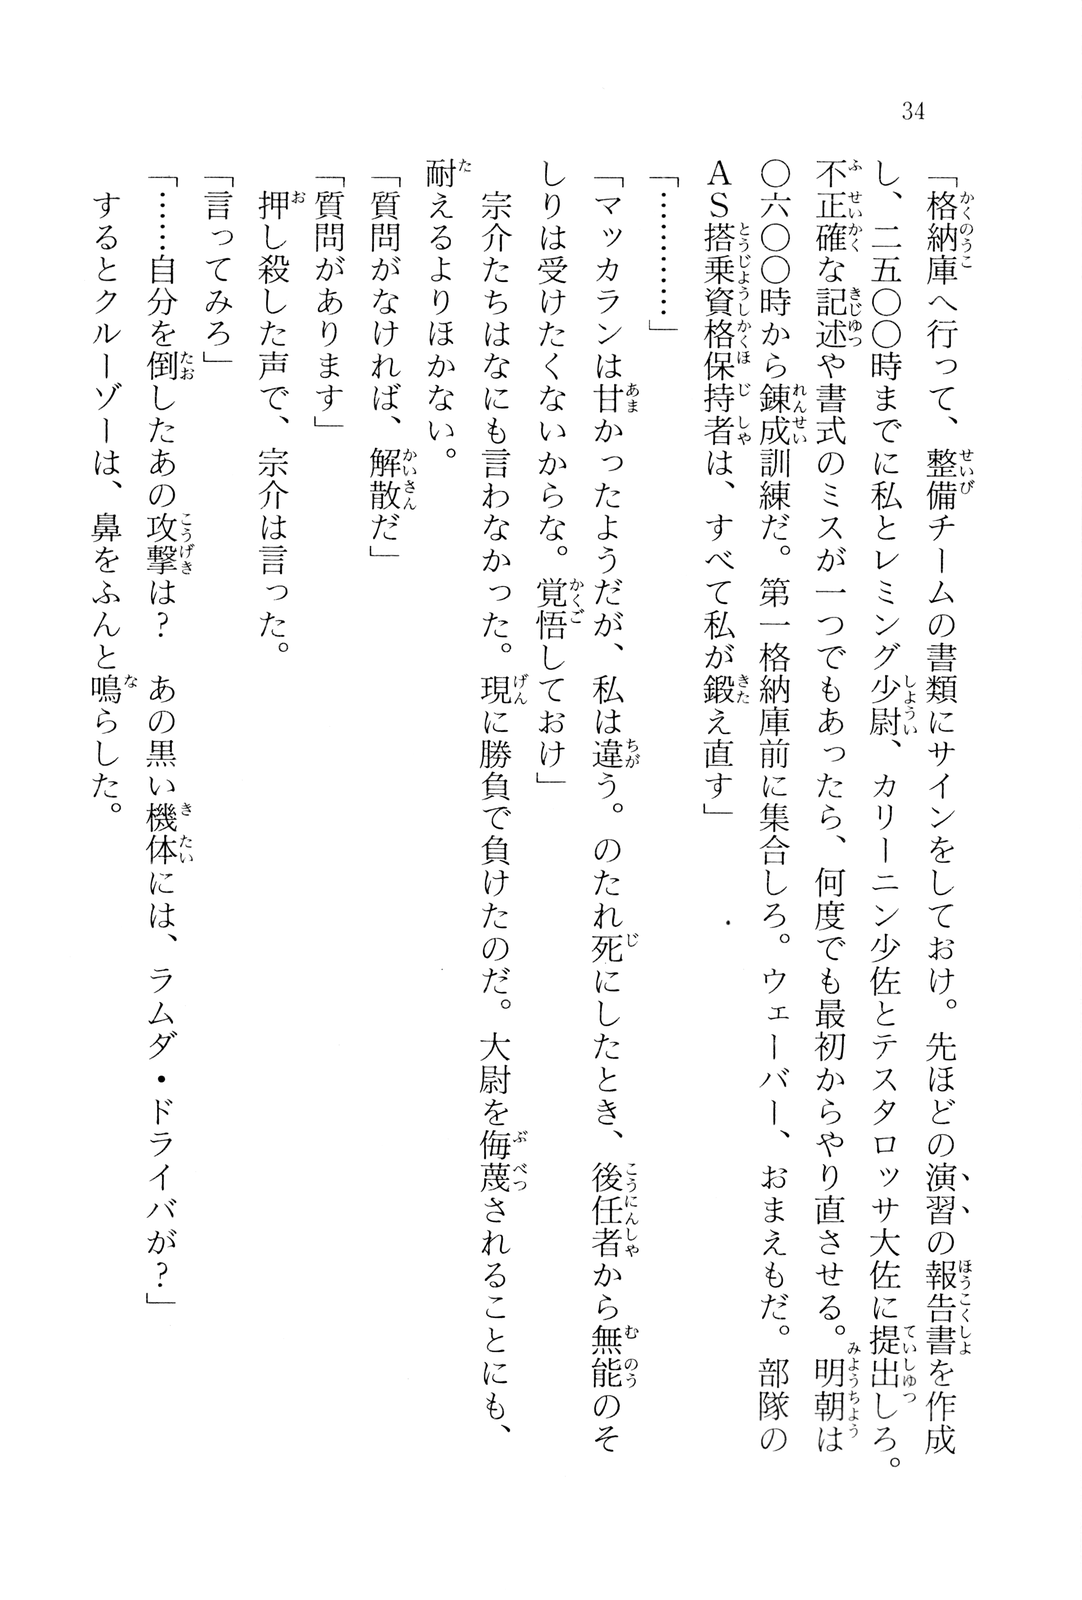 34
「格納庫へ行って、整備チームの書類にサインをしておけ。先ほどの演習の報告書を作成
し、二五〇〇時までに私とレミング少尉、カリーニン少佐とテスタロッサ大佐に提出しろ。
不正確な記述や書式のミスが一つでもあったら、何度でも最初からやり直させる。明朝は
〇六〇〇時から錬成訓練だ。第一格納庫前に集合しろ。ウェーバー、おまえもだ。部隊の
ＡＳ搭乗資格保持者は、すべて私が鍛え直す」
「…………」
「マッカランは甘かったようだが、私は違う。のたれ死にしたとき、後任者から無能のそ
しりは受けたくないからな。覚悟しておけ」
宗介たちはなにも言わなかった。現に勝負で負けたのだ。大尉を侮蔑されることにも、
耐えるよりほかない。
「質問がなければ、解散だ」
「質問があります」
押し殺した声で、宗介は言った。
「言ってみろ」
「……自分を倒したあの攻撃は？　あの黒い機体には、ラムダ・ドライバが？」
するとクルーゾーは、鼻をふんと鳴らした。